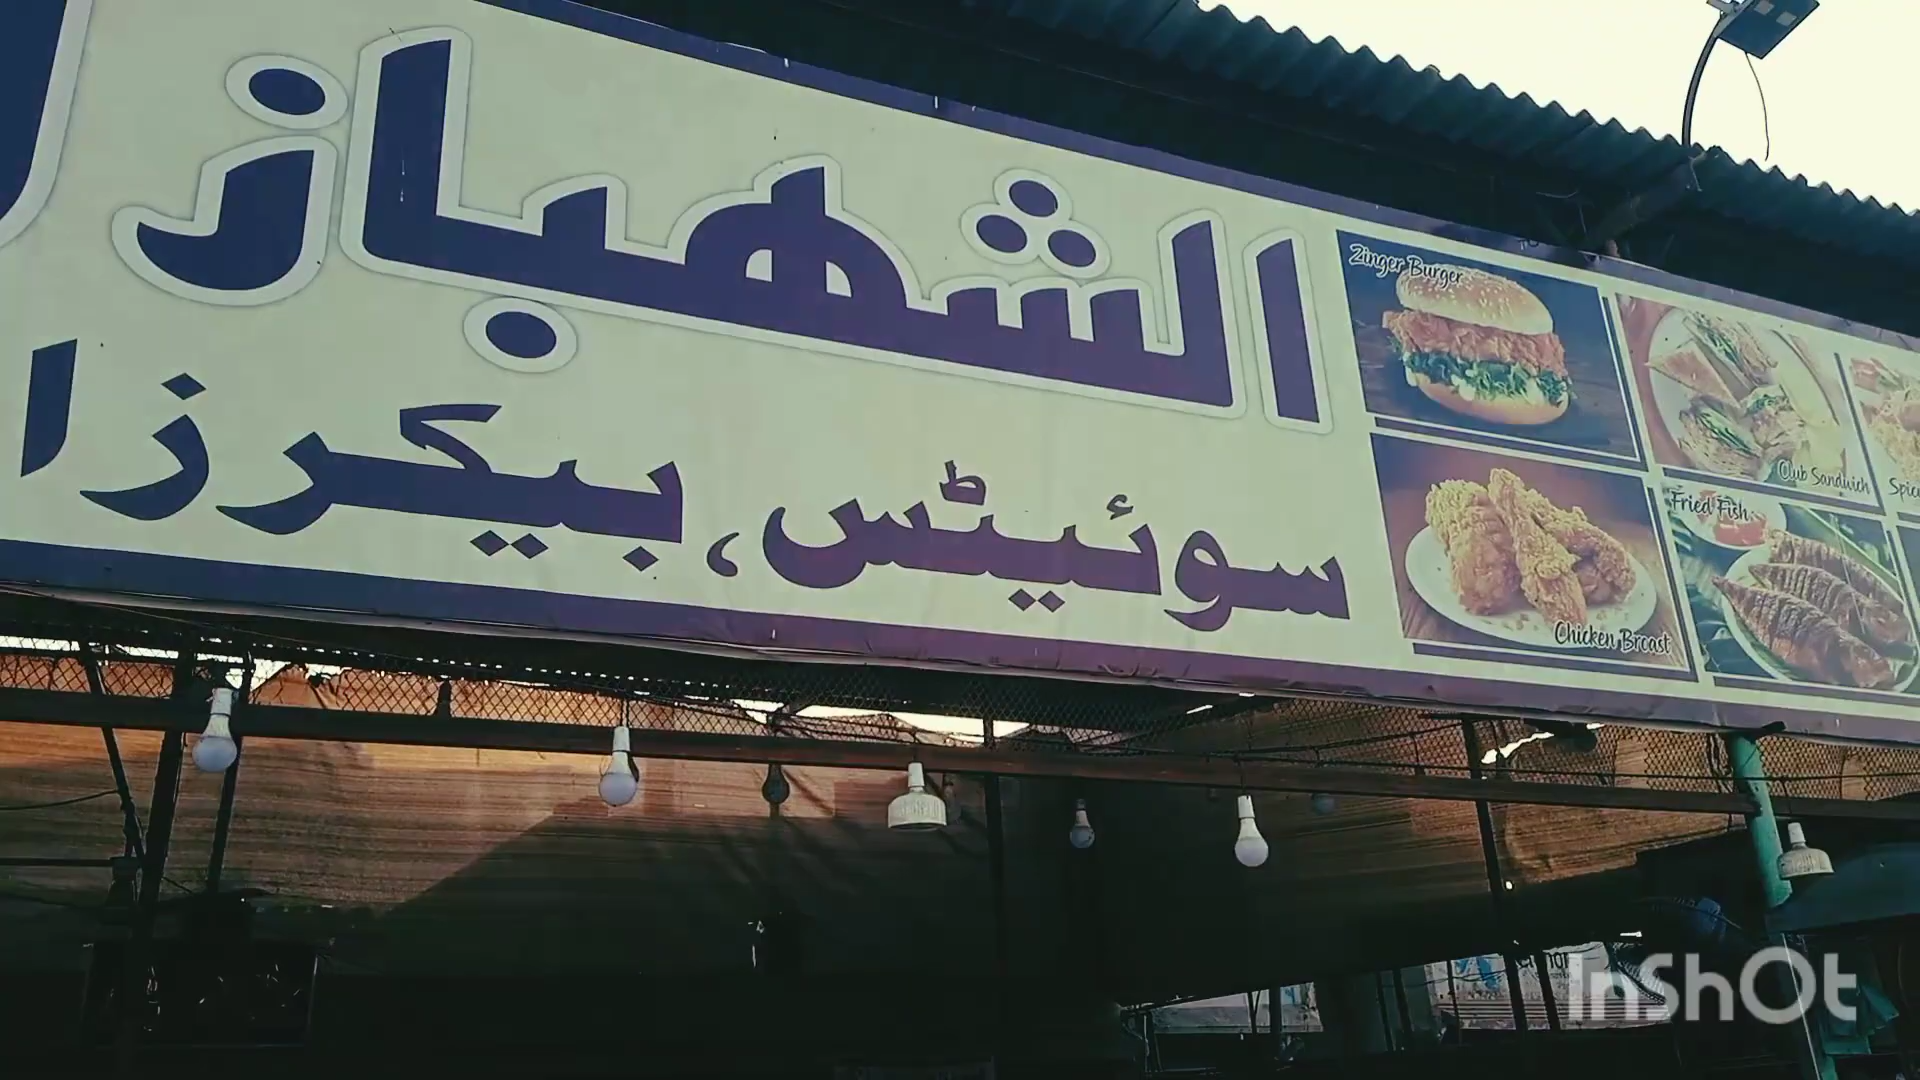 الشہباز
سوئیٹس، بیکرز
Zinger Burger
Club Sandwich
Chicken Broast
Fried Fish
InShOt